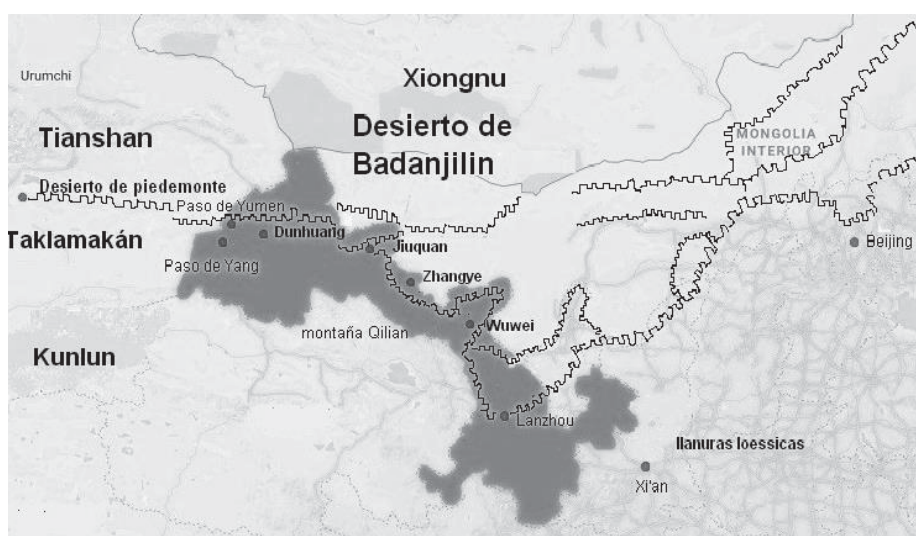 Urumchi
Xiongnu
Desierto de
Badanjilin
Tianshan
MONGOLIA
INTERIOR
Desierto de piedemonte
Paso de Yumen
Dunhuang
Taklamakán
Paso de Yang
Jiuquan
Beijing
Zhangye
montaña Qilian
Wuwei
Kunlun
Lanzhou
llanuras loessicas
Xi'an